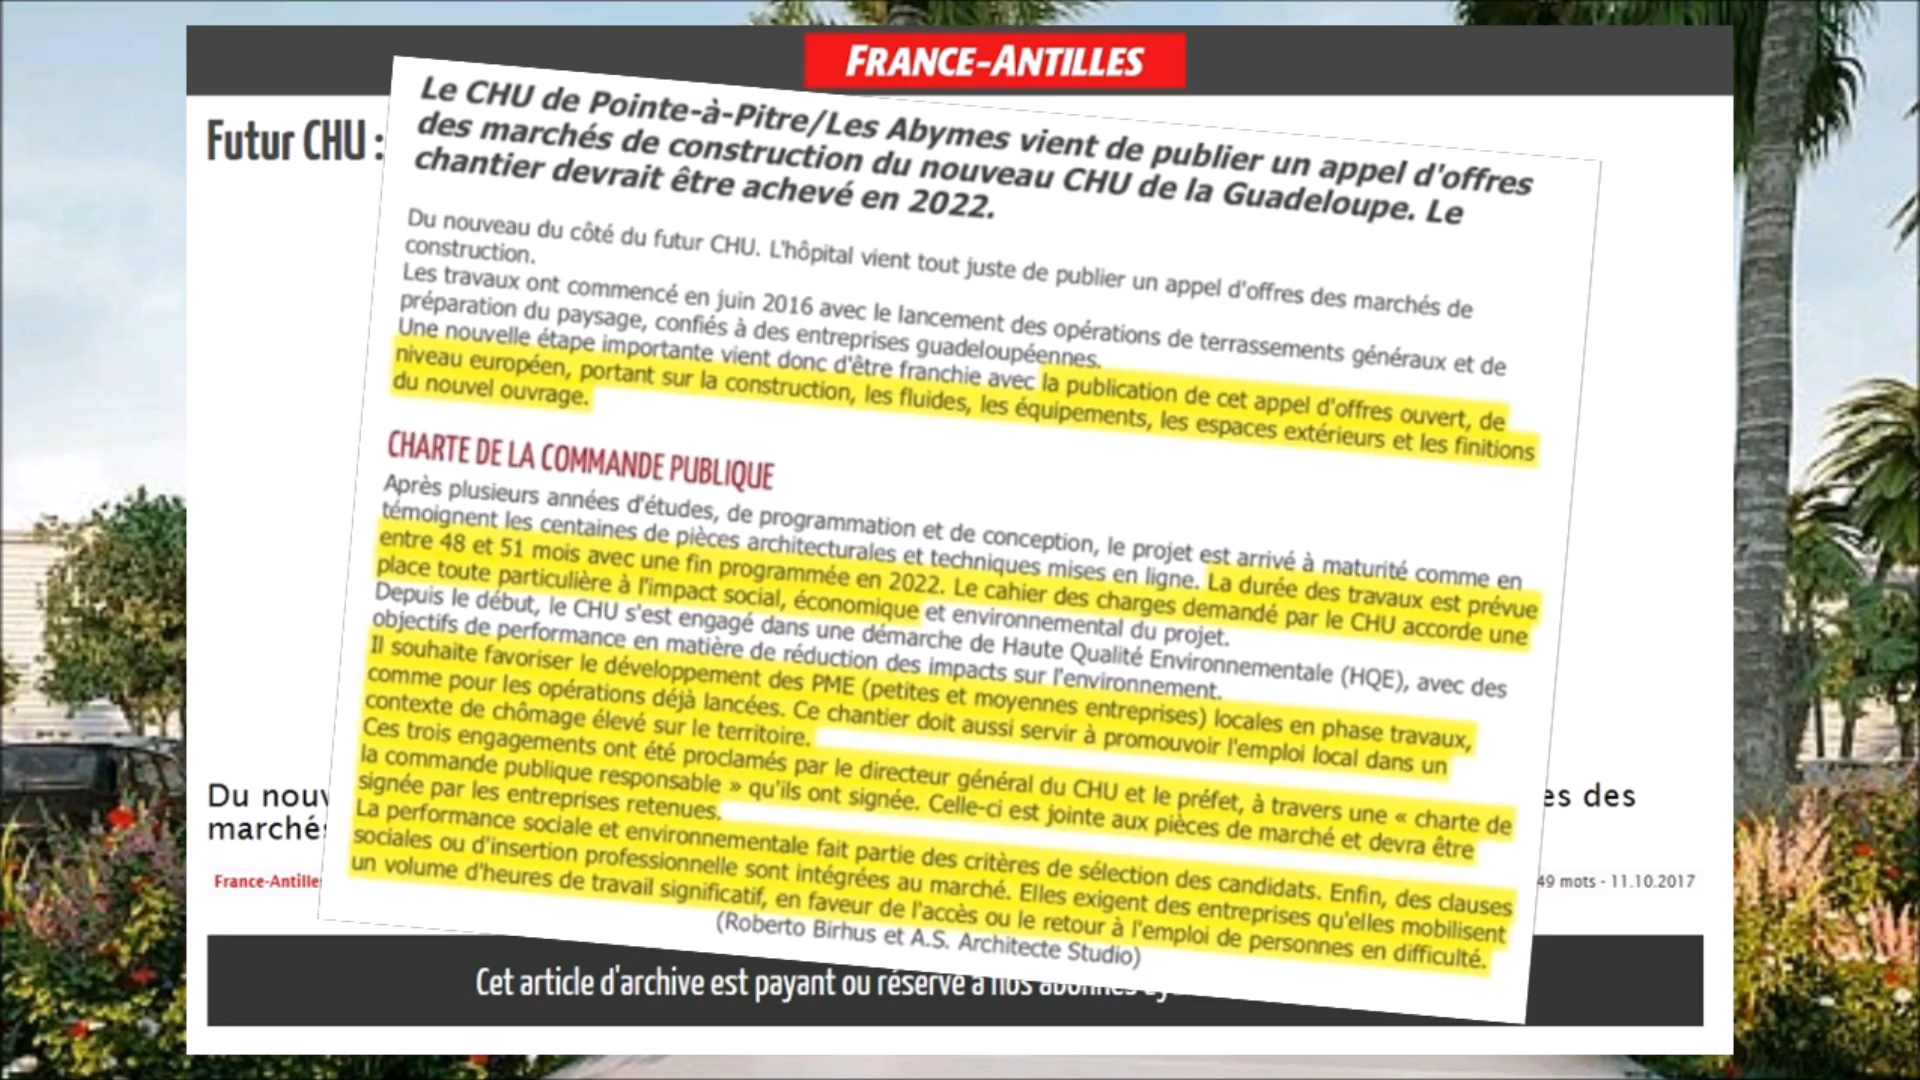 FRANCE-ANTILLES
Futur CHU :
Le CHU de Pointe-à-Pitre/Les Abymes vient de publier un appel d'offres
des marchés de construction du nouveau CHU de la Guadeloupe. Le
chantier devrait être achevé en 2022.
Du nouveau du côté du futur CHU. L'hôpital vient tout juste de publier un appel d'offres des marchés de
construction.
Les travaux ont commencé en juin 2016 avec le lancement des opérations de terrassements généraux et de
préparation du paysage, confiés à des entreprises guadeloupéennes.
Une nouvelle étape importante vient donc d'être franchie avec la publication de cet appel d'offres ouvert, de
niveau européen, portant sur la construction, les fluides, les équipements, les espaces extérieurs et les finitions
du nouvel ouvrage.
CHARTE DE LA COMMANDE PUBLIQUE
Après plusieurs années d'études, de programmation et de conception, le projet est arrivé à maturité comme en
témoignent les centaines de pièces architecturales et techniques mises en ligne. La durée des travaux est prévue
entre 48 et 51 mois avec une fin programmée en 2022. Le cahier des charges demandé par le CHU accorde une
place toute particulière à l'impact social, économique et environnemental du projet.
Depuis le début, le CHU s'est engagé dans une démarche de Haute Qualité Environnementale (HQE), avec des
objectifs de performance en matière de réduction des impacts sur l'environnement.
Il souhaite favoriser le développement des PME (petites et moyennes entreprises) locales en phase travaux,
comme pour les opérations déjà lancées. Ce chantier doit aussi servir à promouvoir l'emploi local dans un
contexte de chômage élevé sur le territoire.
Ces trois engagements ont été proclamés par le directeur général du CHU et le préfet, à travers une « charte de
la commande publique responsable » qu'ils ont signée. Celle-ci est jointe aux pièces de marché et devra être
signée par les entreprises retenues.
La performance sociale et environnementale fait partie des critères de sélection des candidats. Enfin, des clauses
sociales ou d'insertion professionnelle sont intégrées au marché. Elles exigent des entreprises qu'elles mobilisent
un volume d'heures de travail significatif, en faveur de l'accès ou le retour à l'emploi de personnes en difficulté.
(Roberto Birhus et A.S. Architecte Studio)
Du nouv es des
marchés
France-Antilles 49 mots - 11.10.2017
Cet article d'archive est payant ou réservé à nos abonnés